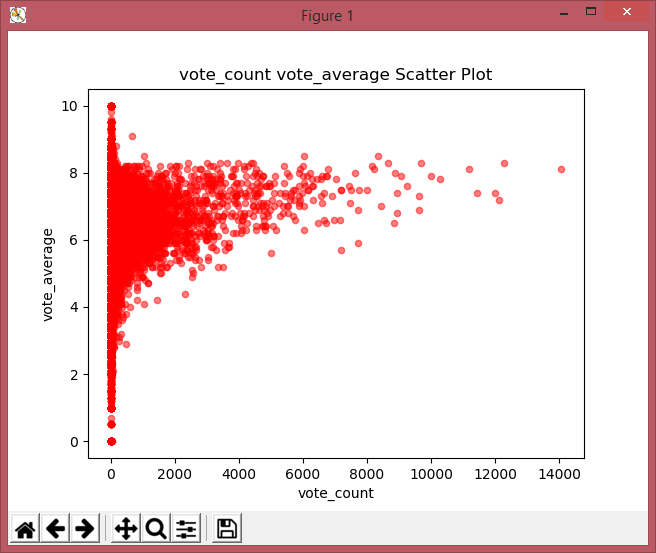 Figure 1
vote_count vote_average Scatter Plot
10
8
6
4
2
0
vote_average
0 2000 4000 6000 8000 10000 12000 14000
vote_count